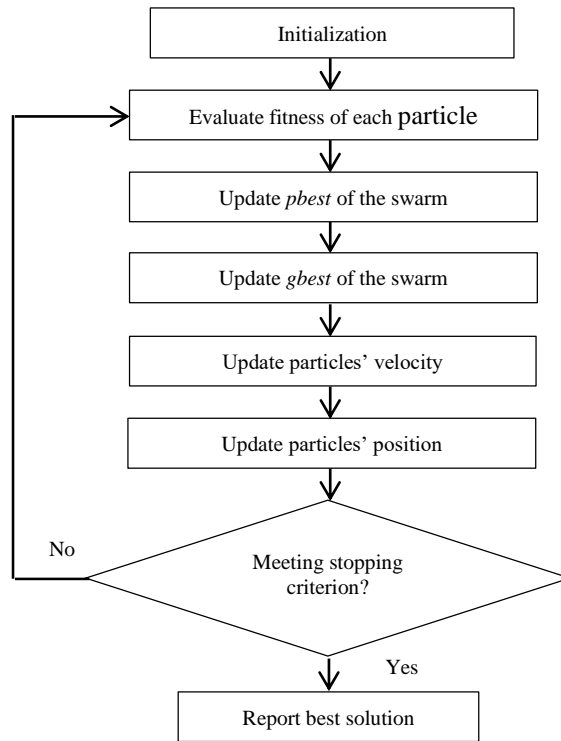 Initialization
Evaluate fitness of each particle
Update pbest of the swarm
Update gbest of the swarm
Update particles’ velocity
Update particles’ position
No
Meeting stopping
criterion?
Yes
Report best solution